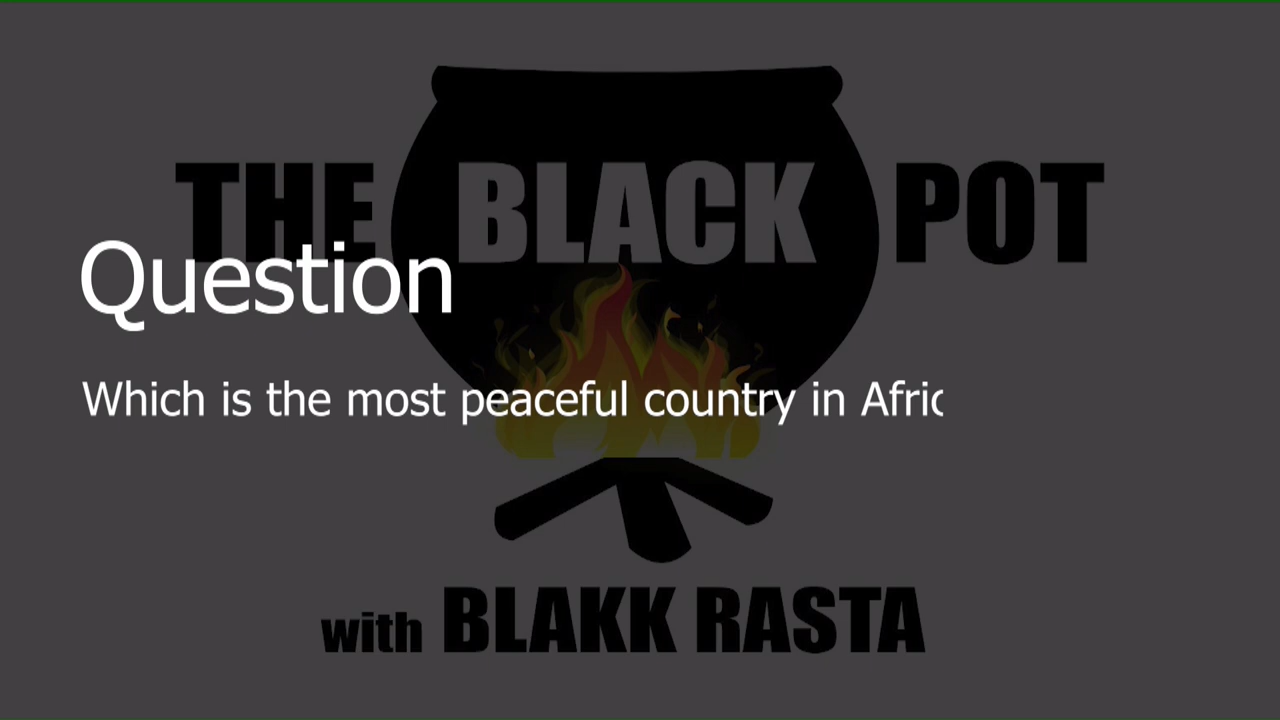 THE BLACK POT
Question
Which is the most peaceful country in Afric
with BLAKK RASTA